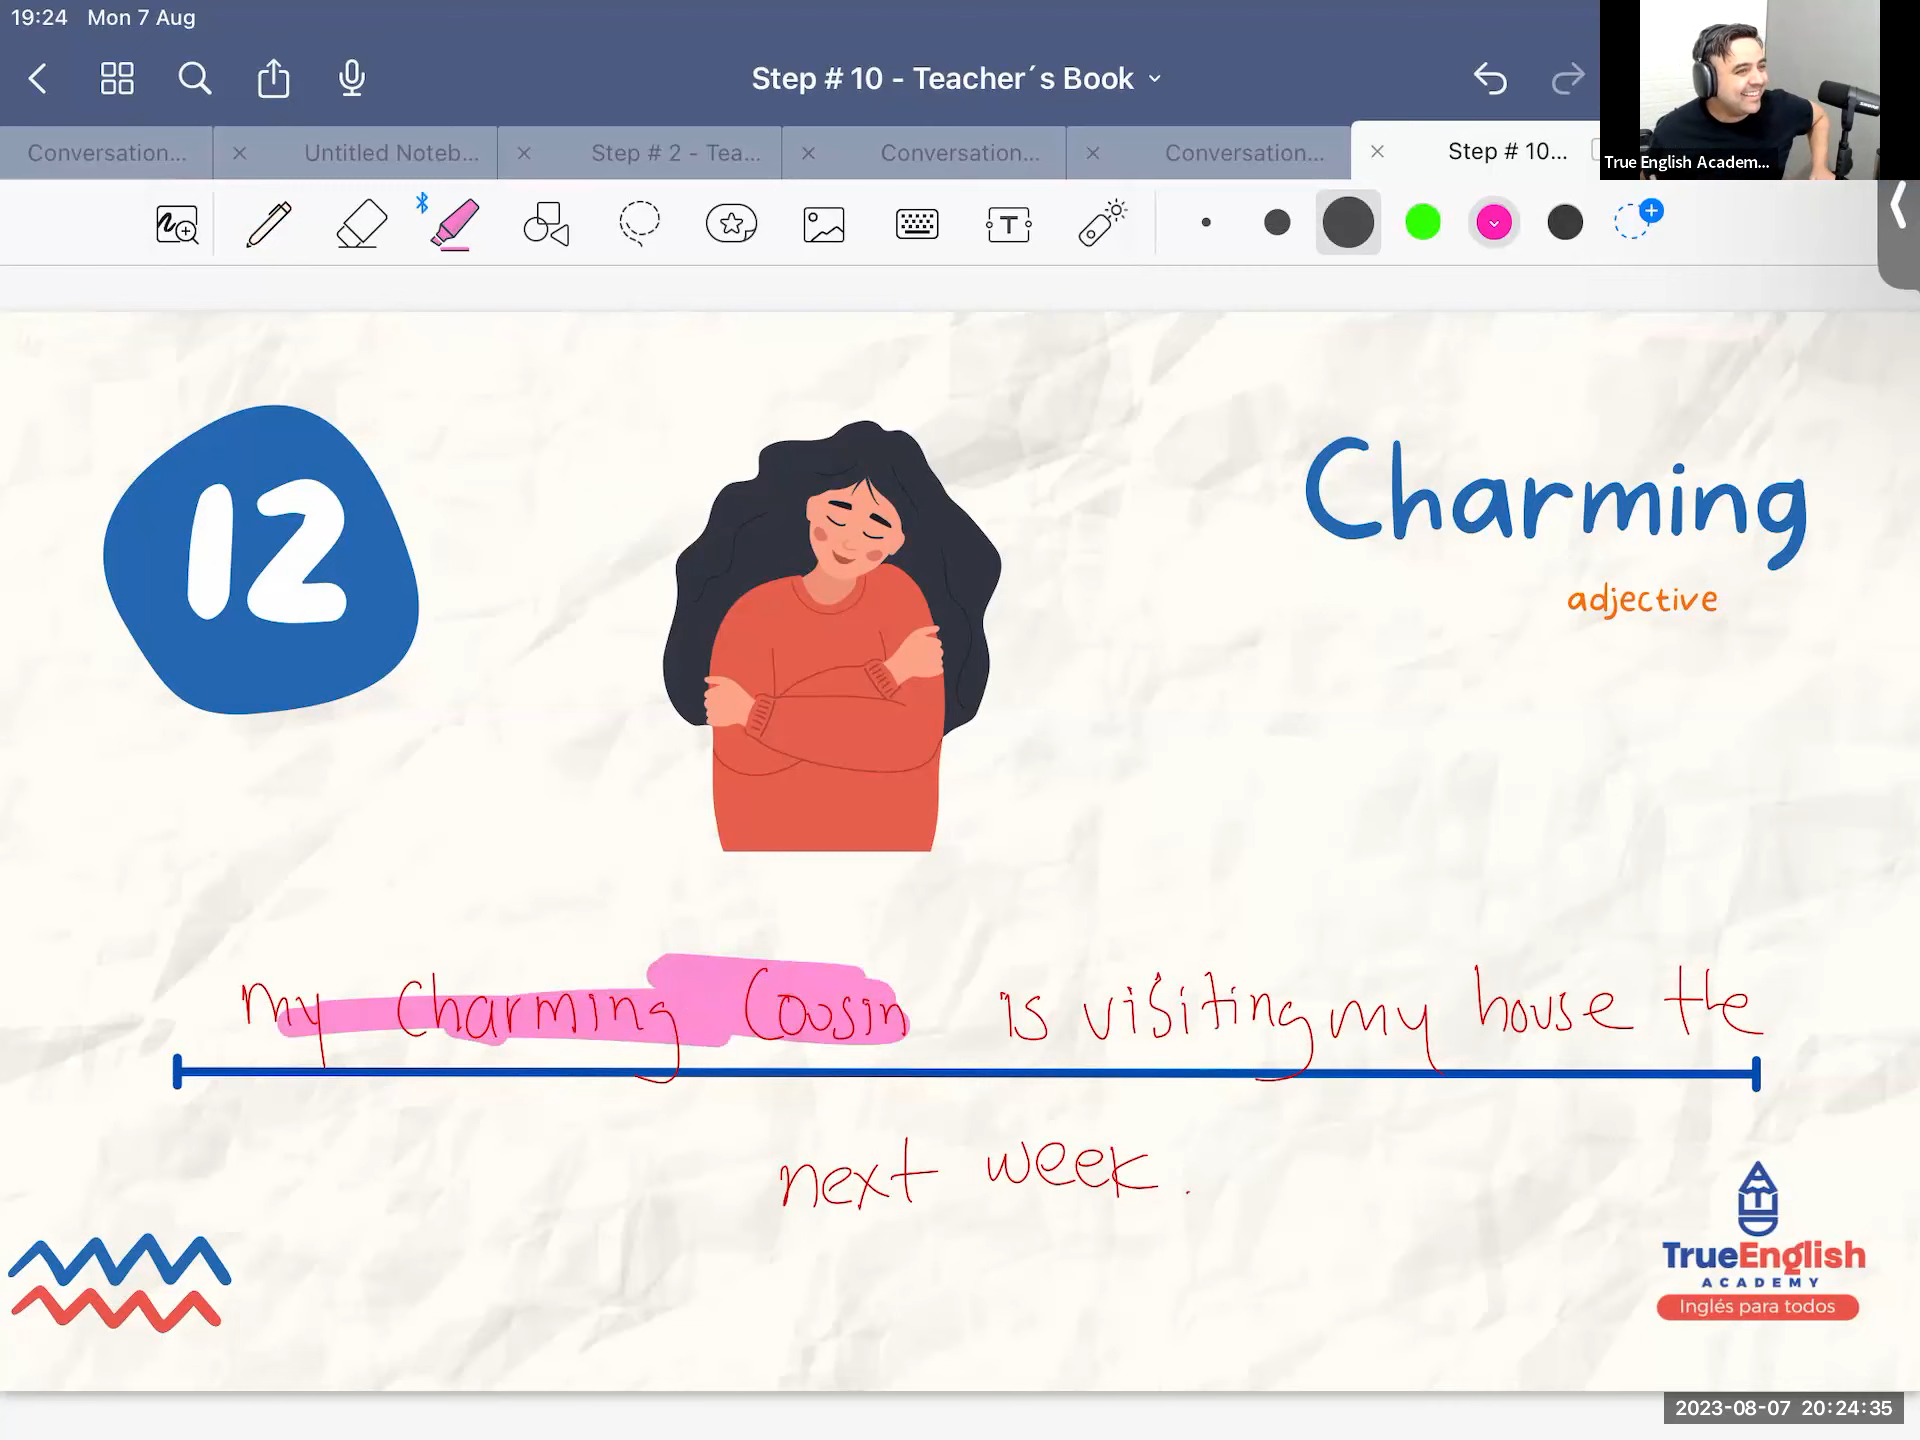 19:24 Mon 7 Aug
Step # 10 - Teacher´s Book
Conversation...
Untitled Noteb...
Step # 2 - Tea...
Conversation...
Conversation...
Step # 10...
True English Academ...
12
Charming
adjective
my Charming Cousin is visiting my house the
next week.
TrueEnglish
ACADEMY
Inglés para todos
2023-08-07 20:24:35